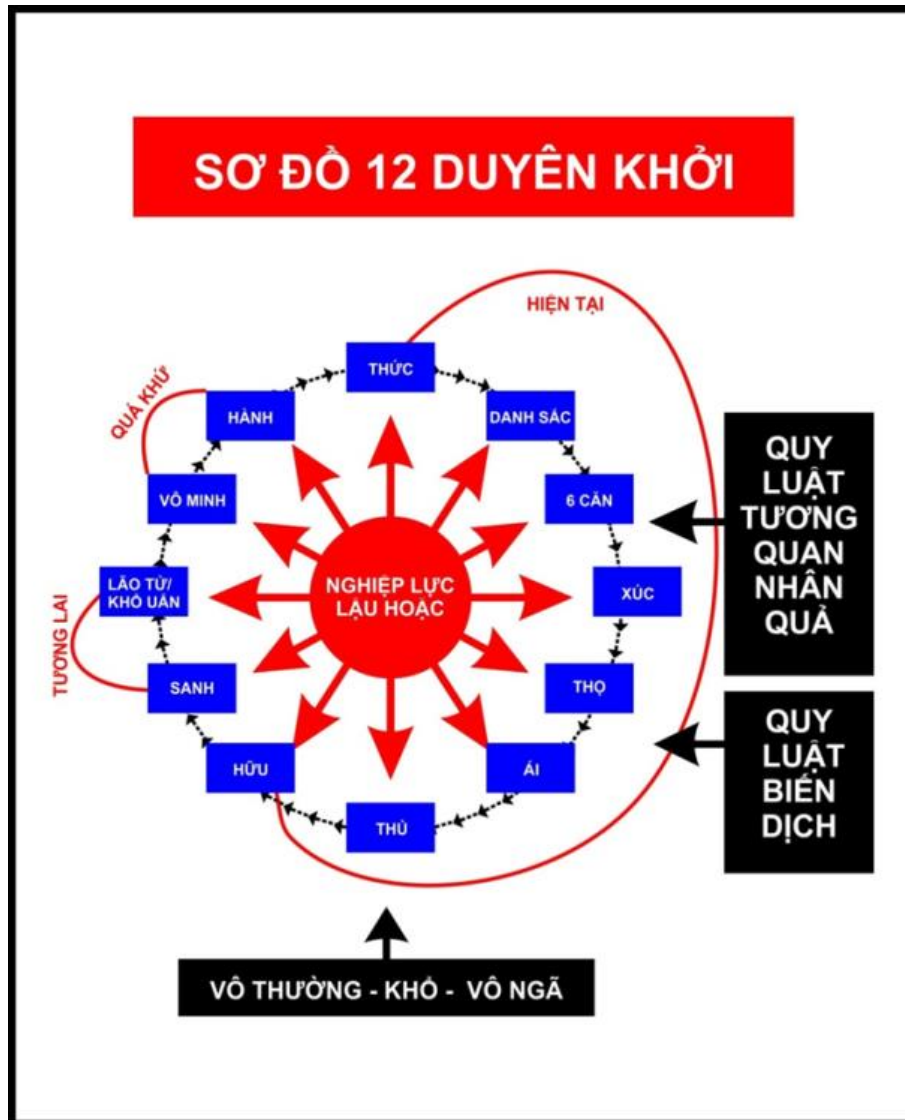 SƠ ĐỒ 12 DUYÊN KHỞI
HIỆN TẠI
QUÁ KHỨ
TƯƠNG LAI
THỨC
DANH SẮC
6 CĂN
XÚC
THỌ
ÁI
THỦ
HỮU
SANH
LÃO TỬ/
KHỔ UẨN
VÔ MINH
HÀNH
NGHIỆP LỰC
LẬU HOẶC
QUY
LUẬT
TƯƠNG
QUAN
NHÂN
QUẢ
QUY
LUẬT
BIẾN
DỊCH
VÔ THƯỜNG - KHỔ - VÔ NGÃ